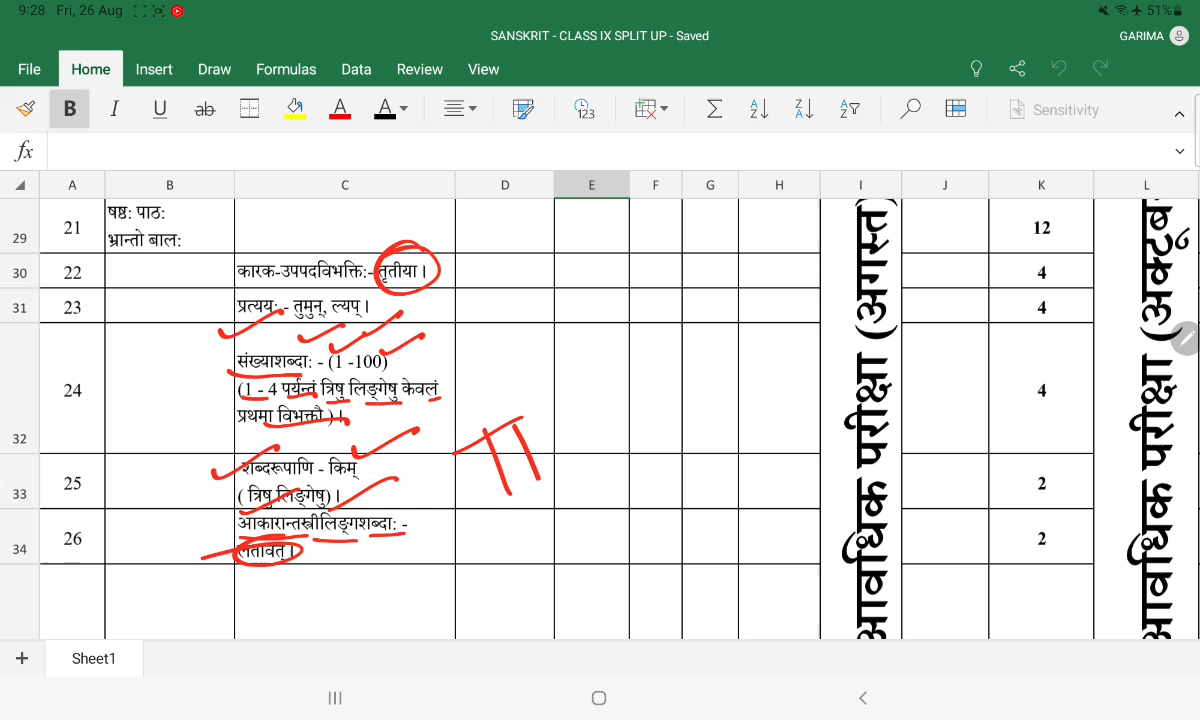 9:28 Fri, 26 Aug 51%
SANSKRIT - CLASS IX SPLIT UP - Saved
GARIMA
File Home Insert Draw Formulas Data Review View
B I U ab A A 123 Sensitivity
fx
A B C D E F G H I J K L
29 21 षष्ठ: पाठ: 12
भ्रान्तो बाल:
30 22 कारक-उपपदविभक्ति:- तृतीया। 4
31 23 प्रत्यय: - तुमुन्, ल्यप्। 4
32 24 संख्याशब्दा: - (1 -100) 4
(1 - 4 पर्यन्तं त्रिषु लिङ्गेषु केवलं
प्रथमा विभक्तौ )।
33 25 शब्दरूपाणि - किम् 2
( त्रिषु लिङ्गेषु)।
34 26 आकारान्तस्त्रीलिङ्गशब्दा: - 2
लतावत्।
आवधिक परीक्षा (अगस्त)
आवधिक परीक्षा (अक्टूब
Sheet1